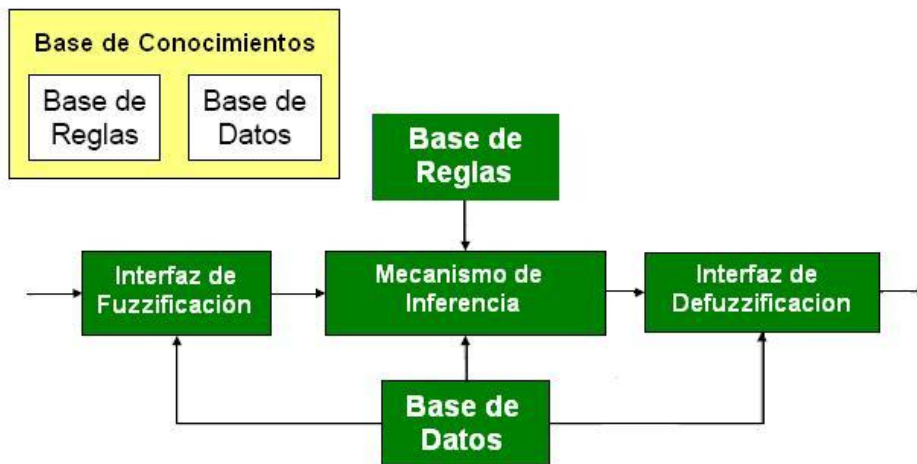 Base de Conocimientos
Base de
Reglas
Base de
Datos
Base de
Reglas
Interfaz de
Fuzzificación
Mecanismo de
Inferencia
Interfaz de
Defuzzificacion
Base de
Datos